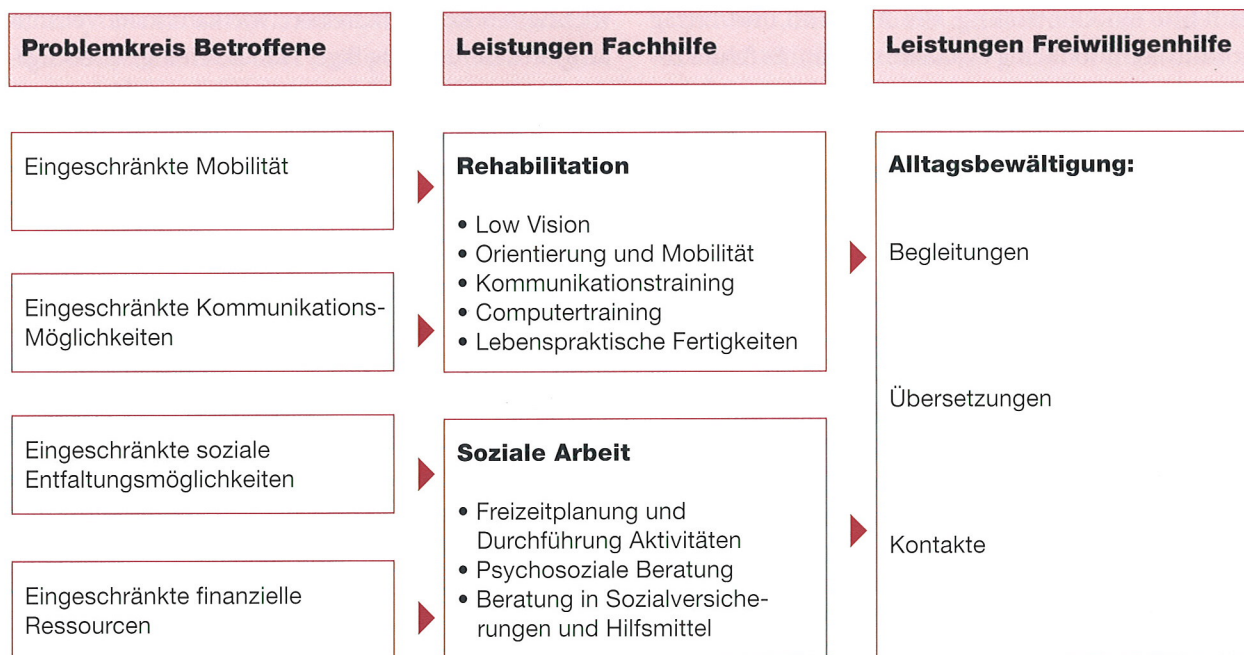 Problemkreis Betroffene
Leistungen Fachhilfe
Leistungen Freiwilligenhilfe
Eingeschränkte Mobilität
Eingeschränkte Kommunikations-
Möglichkeiten
Eingeschränkte soziale
Entfaltungsmöglichkeiten
Eingeschränkte finanzielle
Ressourcen
Rehabilitation
• Low Vision
• Orientierung und Mobilität
• Kommunikationstraining
• Computertraining
• Lebenspraktische Fertigkeiten
Soziale Arbeit
• Freizeitplanung und
Durchführung Aktivitäten
• Psychosoziale Beratung
• Beratung in Sozialversiche-
rungen und Hilfsmittel
Alltagsbewältigung:
Begleitungen
Übersetzungen
Kontakte